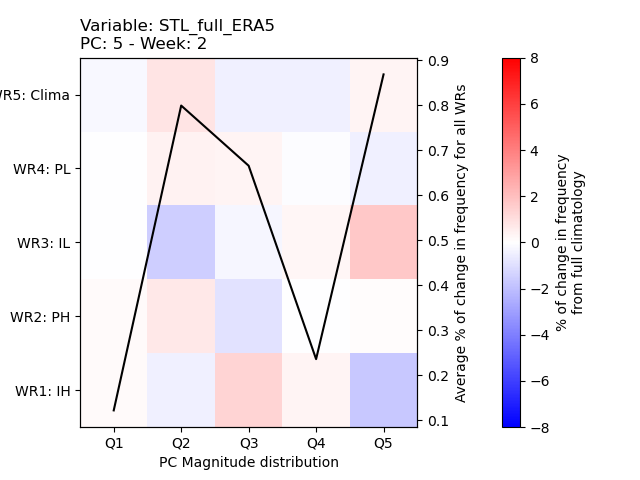 Variable: STL_full_ERA5
PC: 5 - Week: 2
WR5: Clima
WR4: PL
WR3: IL
WR2: PH
WR1: IH
Q1 Q2 Q3 Q4 Q5
PC Magnitude distribution
0.9
0.8
0.7
0.6
0.5
0.4
0.3
0.2
0.1
Average % of change in frequency for all WRs
8
6
4
2
0
−2
−4
−6
−8
% of change in frequency
from full climatology